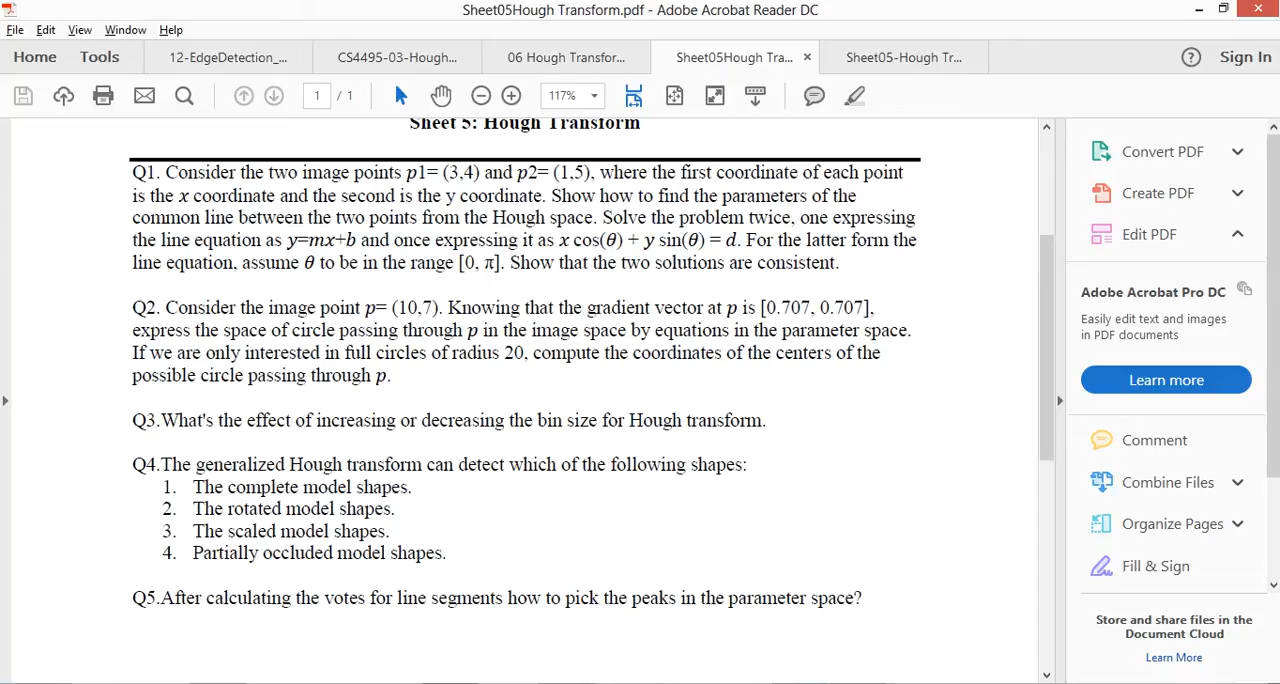 Sheet05Hough Transform.pdf - Adobe Acrobat Reader DC
File Edit View Window Help
Home Tools 12-EdgeDetection_... CS4495-03-Hough... 06 Hough Transfor... Sheet05Hough Tra... × Sheet05-Hough Tr... ? Sign In
1 / 1 117%
Sheet 5: Hough Transform
Q1. Consider the two image points p1= (3,4) and p2= (1,5), where the first coordinate of each point
is the x coordinate and the second is the y coordinate. Show how to find the parameters of the
common line between the two points from the Hough space. Solve the problem twice, one expressing
the line equation as y=mx+b and once expressing it as x cos(θ) + y sin(θ) = d. For the latter form the
line equation, assume θ to be in the range [0, π]. Show that the two solutions are consistent.
Q2. Consider the image point p= (10,7). Knowing that the gradient vector at p is [0.707, 0.707],
express the space of circle passing through p in the image space by equations in the parameter space.
If we are only interested in full circles of radius 20, compute the coordinates of the centers of the
possible circle passing through p.
Q3.What's the effect of increasing or decreasing the bin size for Hough transform.
Q4.The generalized Hough transform can detect which of the following shapes:
1. The complete model shapes.
2. The rotated model shapes.
3. The scaled model shapes.
4. Partially occluded model shapes.
Q5.After calculating the votes for line segments how to pick the peaks in the parameter space?
Convert PDF
Create PDF
Edit PDF
Adobe Acrobat Pro DC
Easily edit text and images
in PDF documents
Learn more
Comment
Combine Files
Organize Pages
Fill & Sign
Store and share files in the
Document Cloud
Learn More